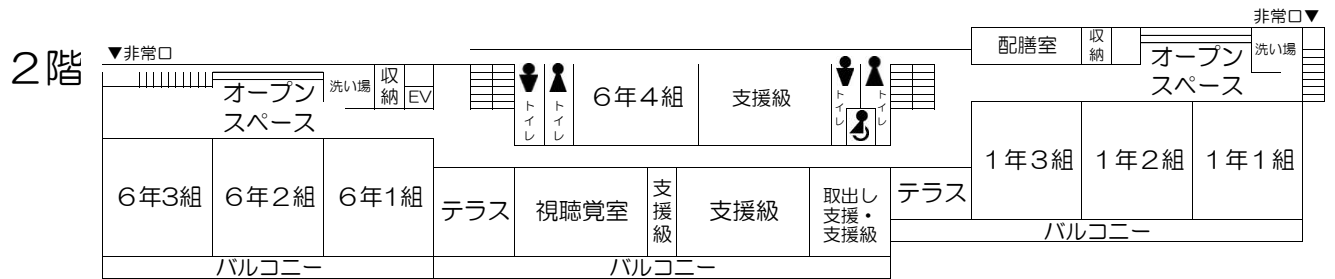 2階
▼非常口
オープン
スペース
洗い場
収納
EV
トイレ
トイレ
6年4組
支援級
トイレ
トイレ
配膳室
収納
オープン
スペース
洗い場
非常口▼
6年3組
6年2組
6年1組
テラス
視聴覚室
支援級
支援級
取出し
支援・
支援級
テラス
1年3組
1年2組
1年1組
バルコニー
バルコニー
バルコニー